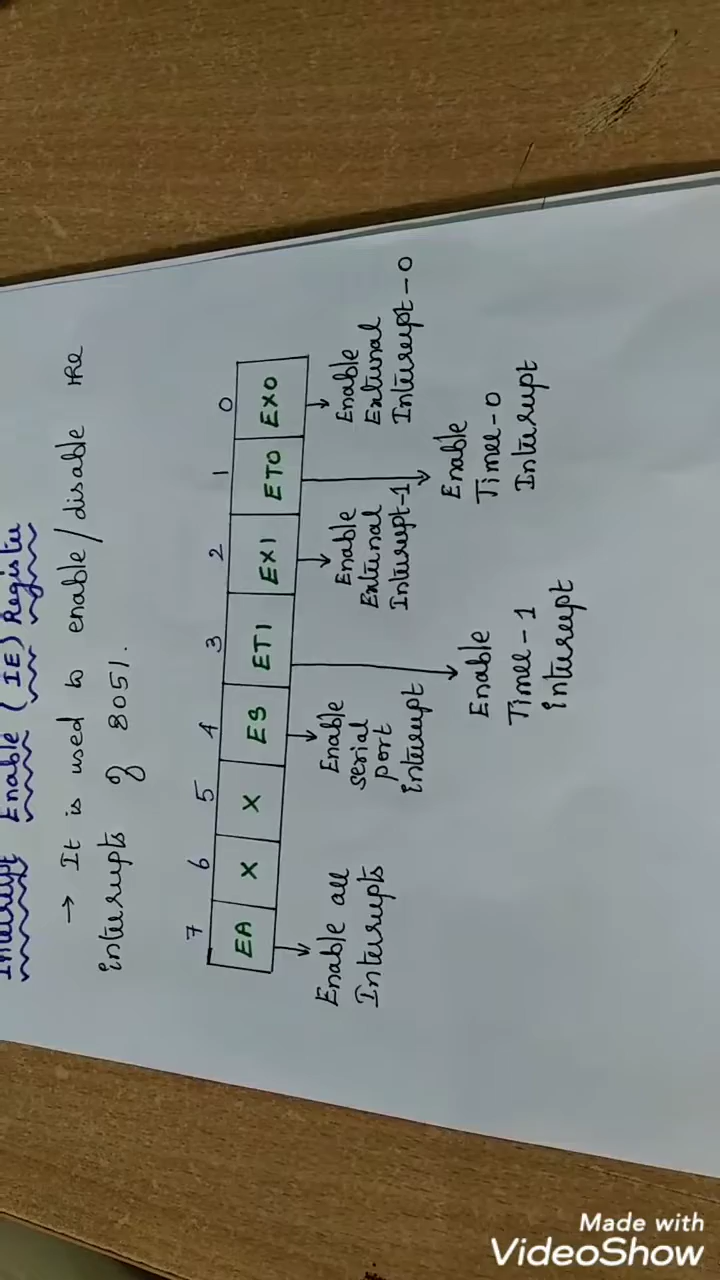 Interrupt Enable (IE) Register
→ It is used to enable/disable the
interrupts of 8051.
7 6 5 4 3 2 1 0
EA X X ES ET1 EX1 ET0 EX0
Enable all
Interrupts
Enable
serial
port
interrupt
Enable
Timer-1
interrupt
Enable
External
Interrupt-1
Enable
Timer-0
Interrupt
Enable
External
Interrupt-0
Made with
VideoShow